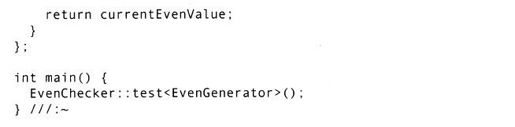 return currentEvenValue;
}
};
int main() {
EvenChecker::test<EvenGenerator>();
} ///:~